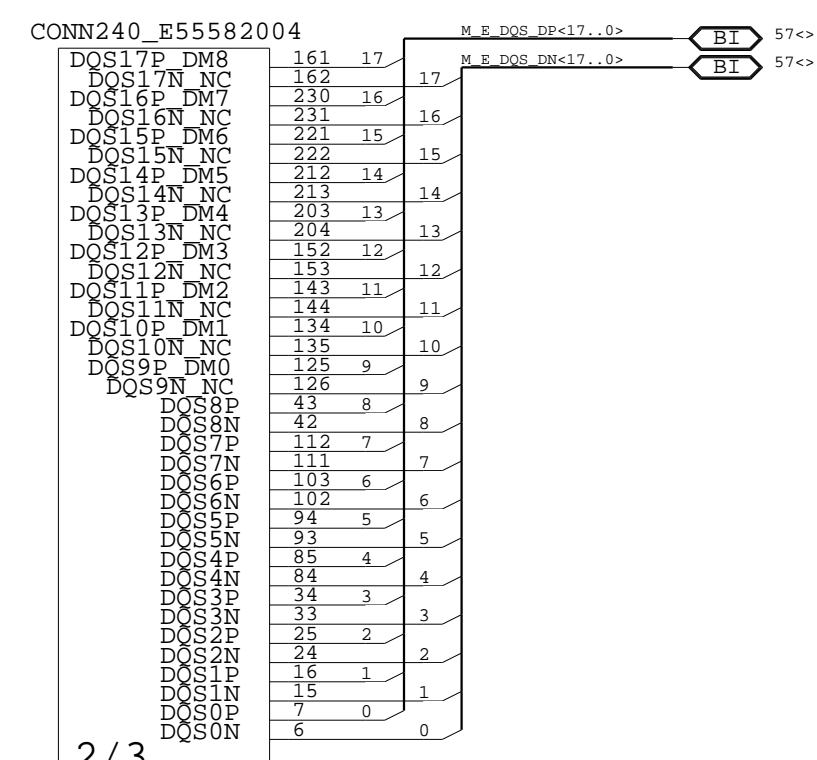 CONN240_E55582004 M_E_DQS_DP<17..0> BI 57<>
DQS17P_DM8 161 17 M_E_DQS_DN<17..0> BI 57<>
DQS17N_NC 162 17
DQS16P_DM7 230 16
DQS16N_NC 231 16
DQS15P_DM6 221 15
DQS15N_NC 222 15
DQS14P_DM5 212 14
DQS14N_NC 213 14
DQS13P_DM4 203 13
DQS13N_NC 204 13
DQS12P_DM3 152 12
DQS12N_NC 153 12
DQS11P_DM2 143 11
DQS11N_NC 144 11
DQS10P_DM1 134 10
DQS10N_NC 135 10
DQS9P_DM0 125 9
DQS9N_NC 126 9
DQS8P 43 8
DQS8N 42 8
DQS7P 112 7
DQS7N 111 7
DQS6P 103 6
DQS6N 102 6
DQS5P 94 5
DQS5N 93 5
DQS4P 85 4
DQS4N 84 4
DQS3P 34 3
DQS3N 33 3
DQS2P 25 2
DQS2N 24 2
DQS1P 16 1
DQS1N 15 1
DQS0P 7 0
DQS0N 6 0
2/3